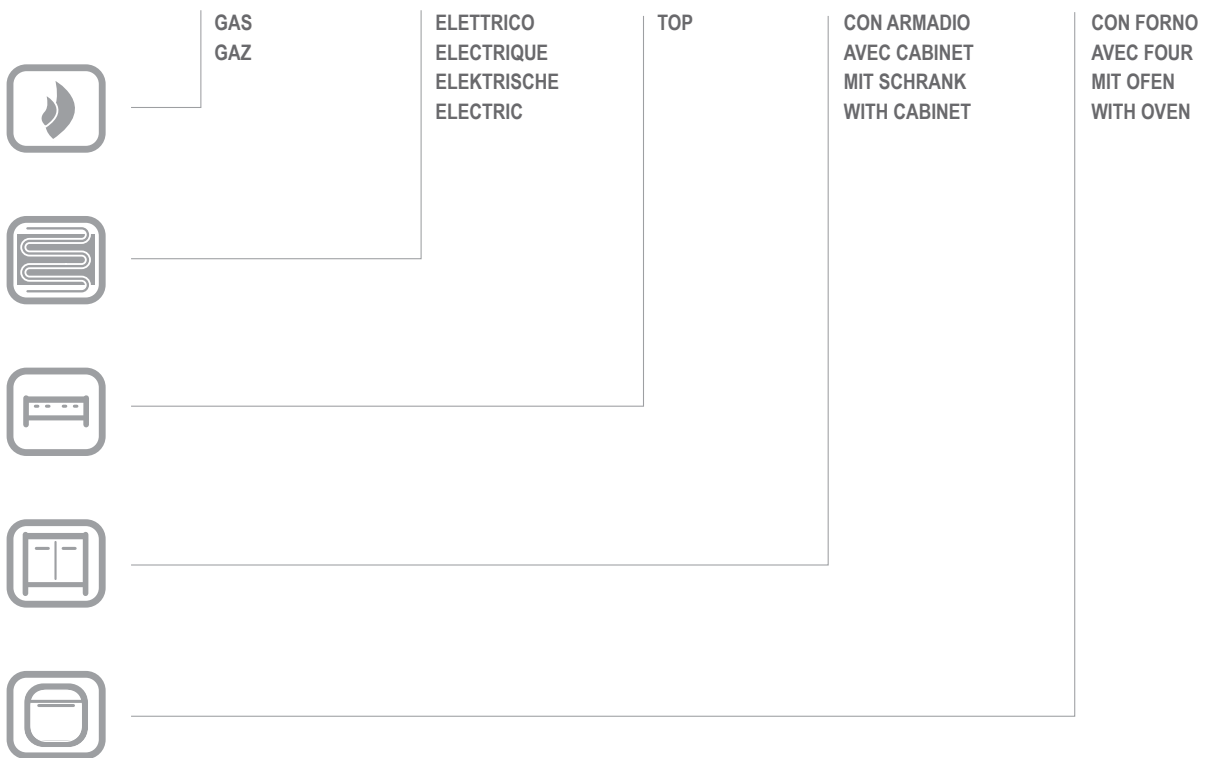 GAS
GAZ
ELETTRICO
ELECTRIQUE
ELEKTRISCHE
ELECTRIC
TOP
CON ARMADIO
AVEC CABINET
MIT SCHRANK
WITH CABINET
CON FORNO
AVEC FOUR
MIT OFEN
WITH OVEN